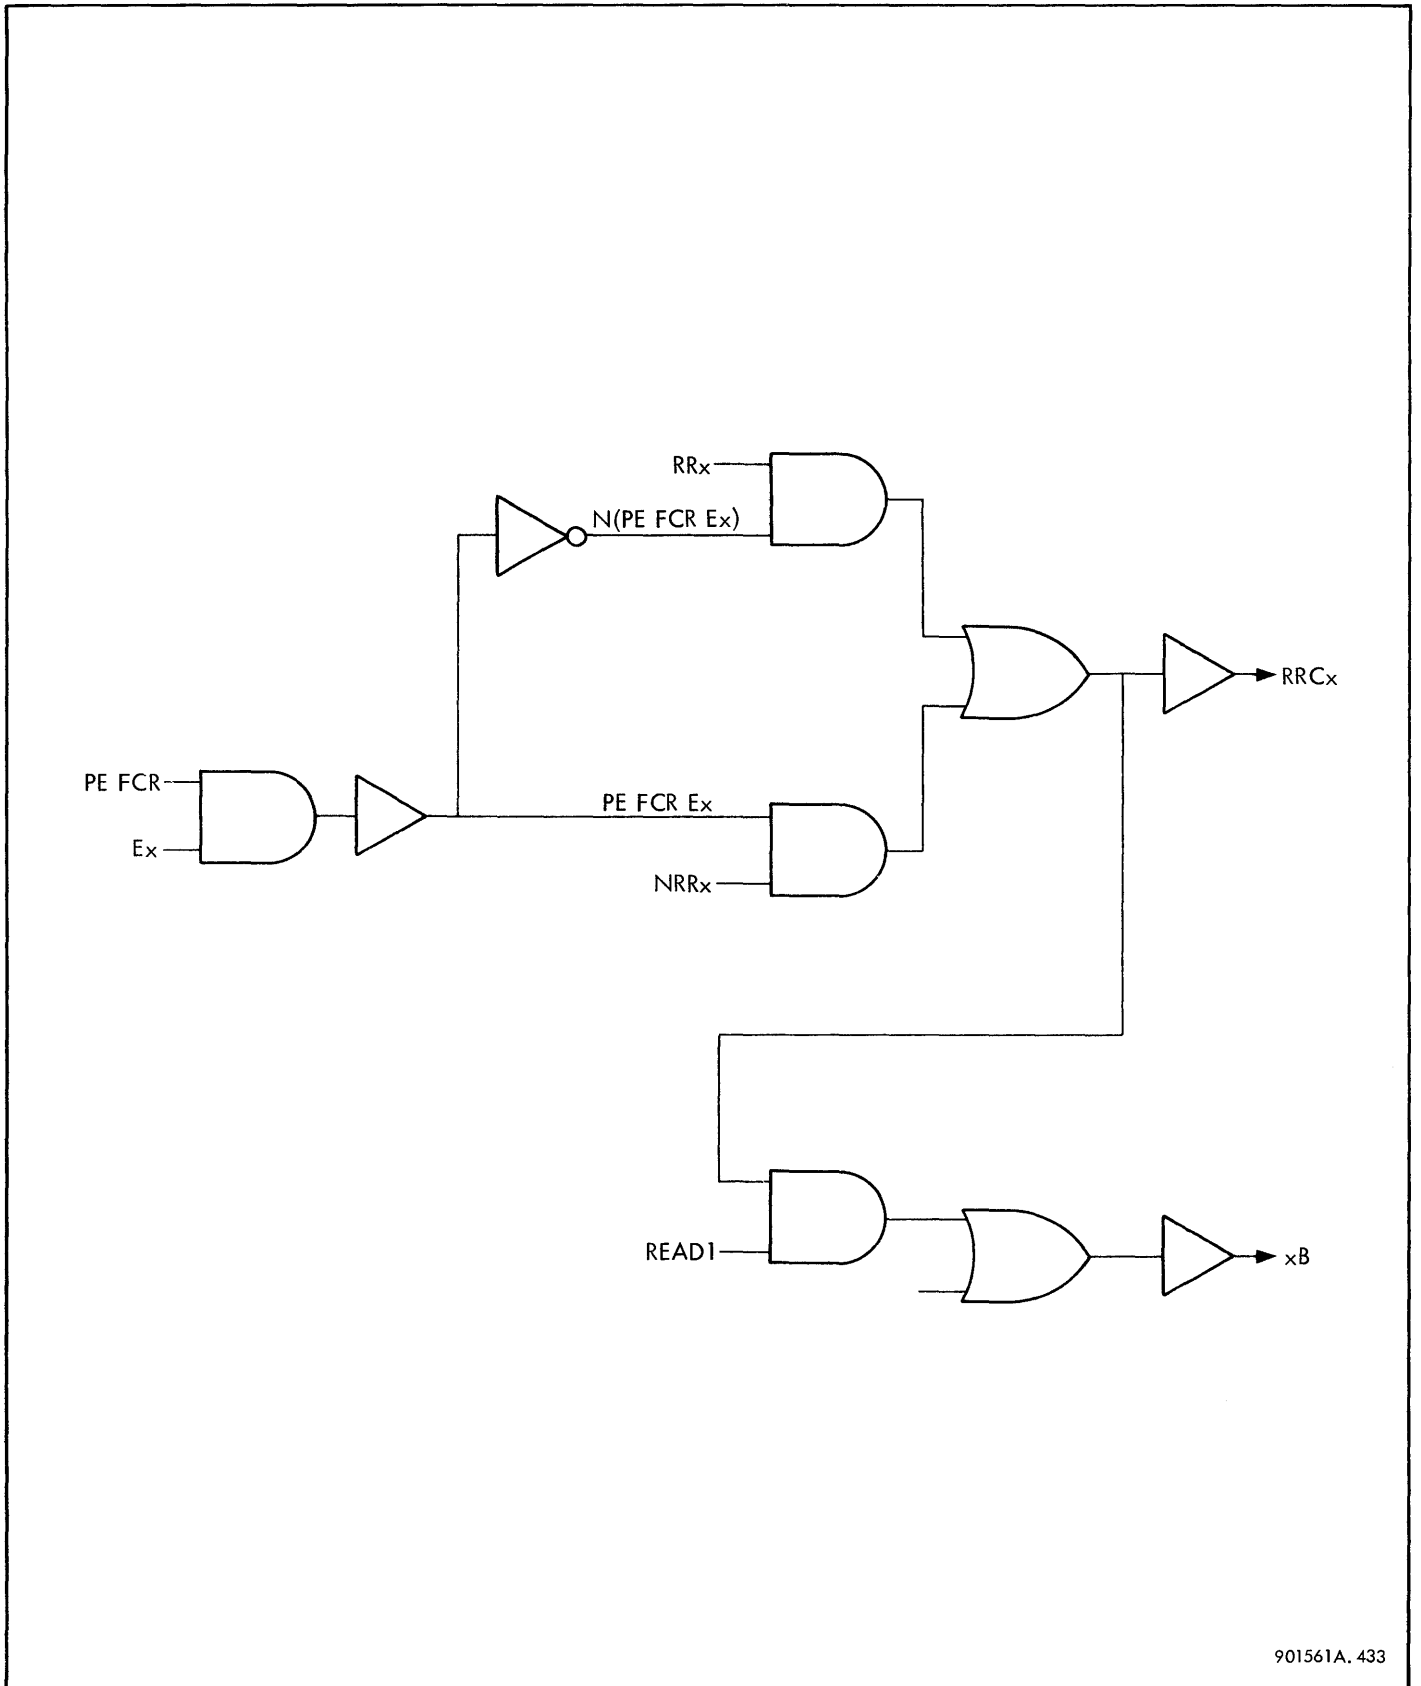 RRx
N(PE FCR Ex)
RRCx
PE FCR
PE FCR Ex
Ex
NRRx
READ1
xB
901561A. 433